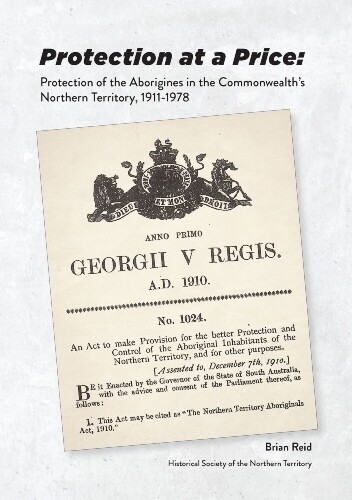 Protection at a Price:
Protection of the Aborigines in the Commonwealth's
Northern Territory, 1911-1978
DIEU ET MON DROIT
ANNO PRIMO
GEORGII V REGIS.
A.D. 1910.
No. 1024.
An Act to make Provision for the better Protection and
Control of the Aboriginal Inhabitants of the
Northern Territory, and for other purposes.
[Assented to, December 7th, 1910.]
BE it Enacted by the Governor of the State of South Australia,
with the advice and consent of the Parliament thereof, as
follows:
1. This Act may be cited as "The Northern Territory Aboriginals
Act, 1910."
Brian Reid
Historical Society of the Northern Territory